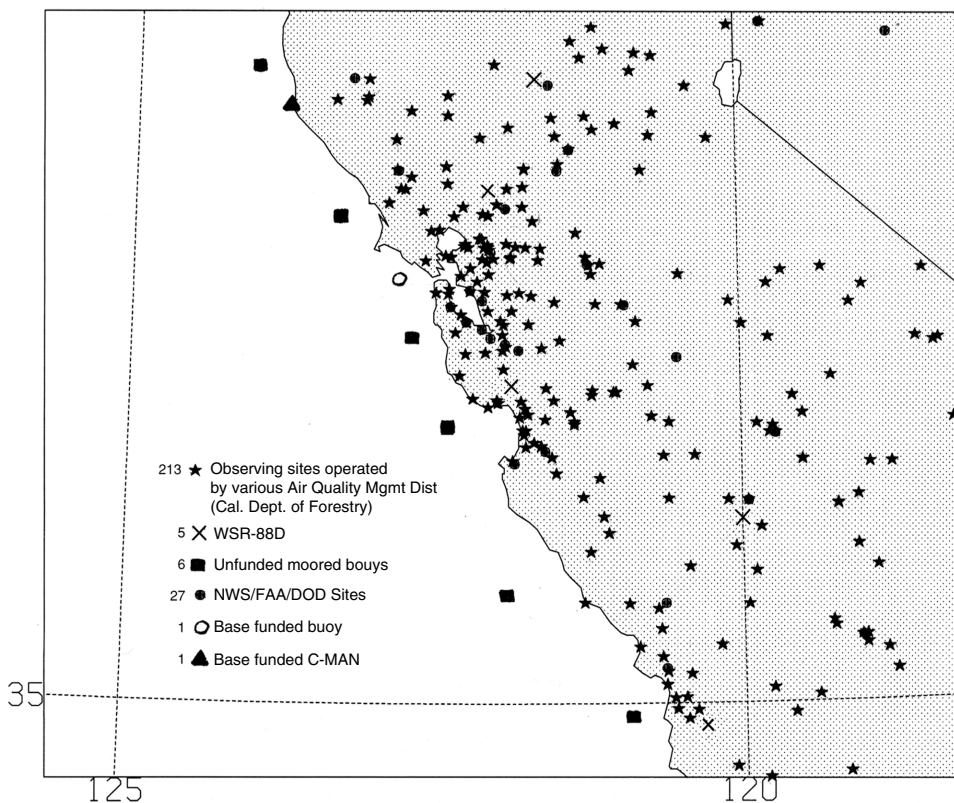 213 Observing sites operated
by various Air Quality Mgmt Dist
(Cal. Dept. of Forestry)
5 WSR-88D
6 Unfunded moored bouys
27 NWS/FAA/DOD Sites
1 Base funded buoy
1 Base funded C-MAN
35
125 120